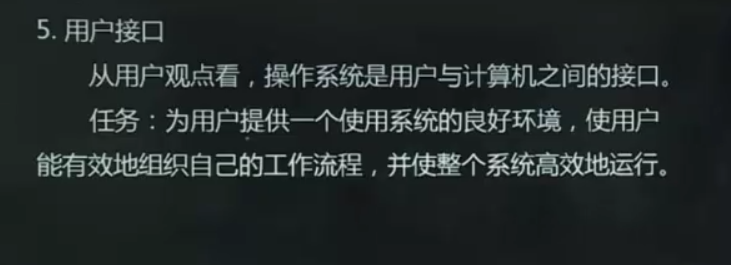 5. 用户接口
从用户观点看，操作系统是用户与计算机之间的接口。
任务：为用户提供一个使用系统的良好环境，使用户
能有效地组织自己的工作流程，并使整个系统高效地运行。